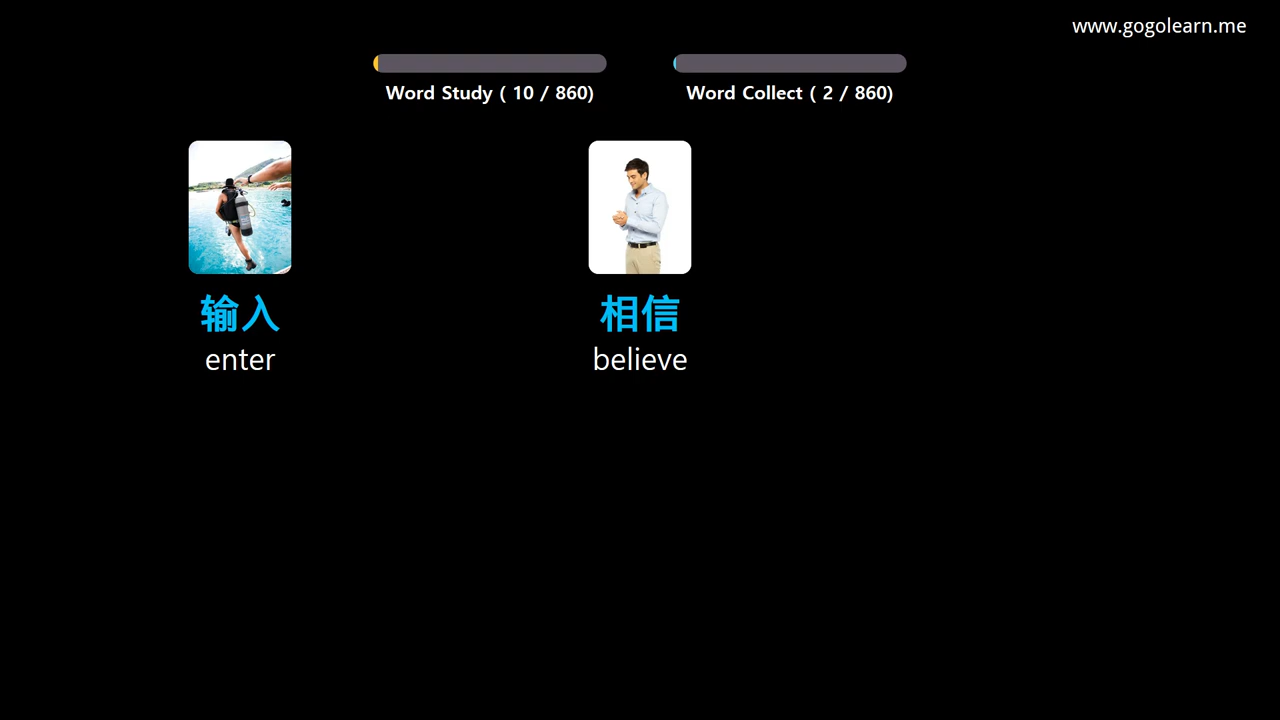 www.gogolearn.me
Word Study ( 10 / 860)
Word Collect ( 2 / 860)
输入
enter
相信
believe